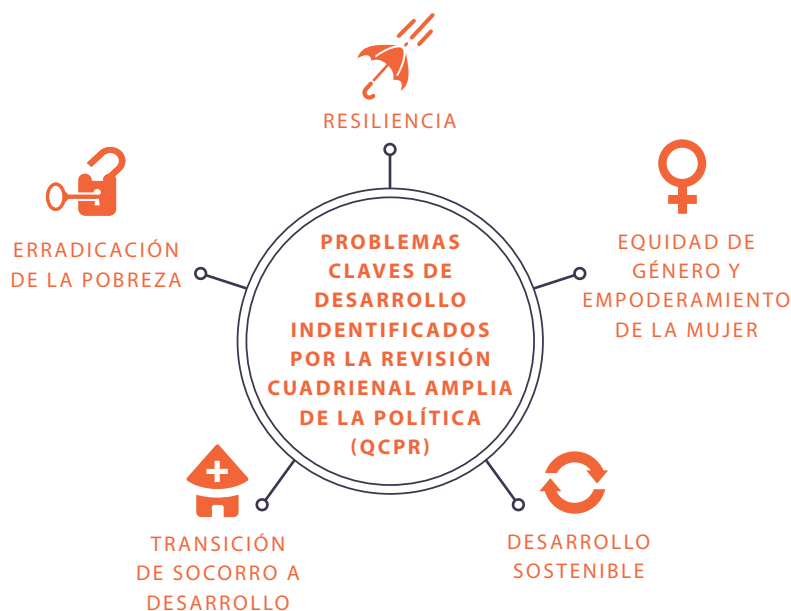 RESILIENCIA
EQUIDAD DE
GÉNERO Y
EMPODERAMIENTO
DE LA MUJER
ERRADICACIÓN
DE LA POBREZA
PROBLEMAS
CLAVES DE
DESARROLLO
INDENTIFICADOS
POR LA REVISIÓN
CUADRIENAL AMPLIA
DE LA POLÍTICA
(QCPR)
TRANSICIÓN
DE SOCORRO A
DESARROLLO
DESARROLLO
SOSTENIBLE